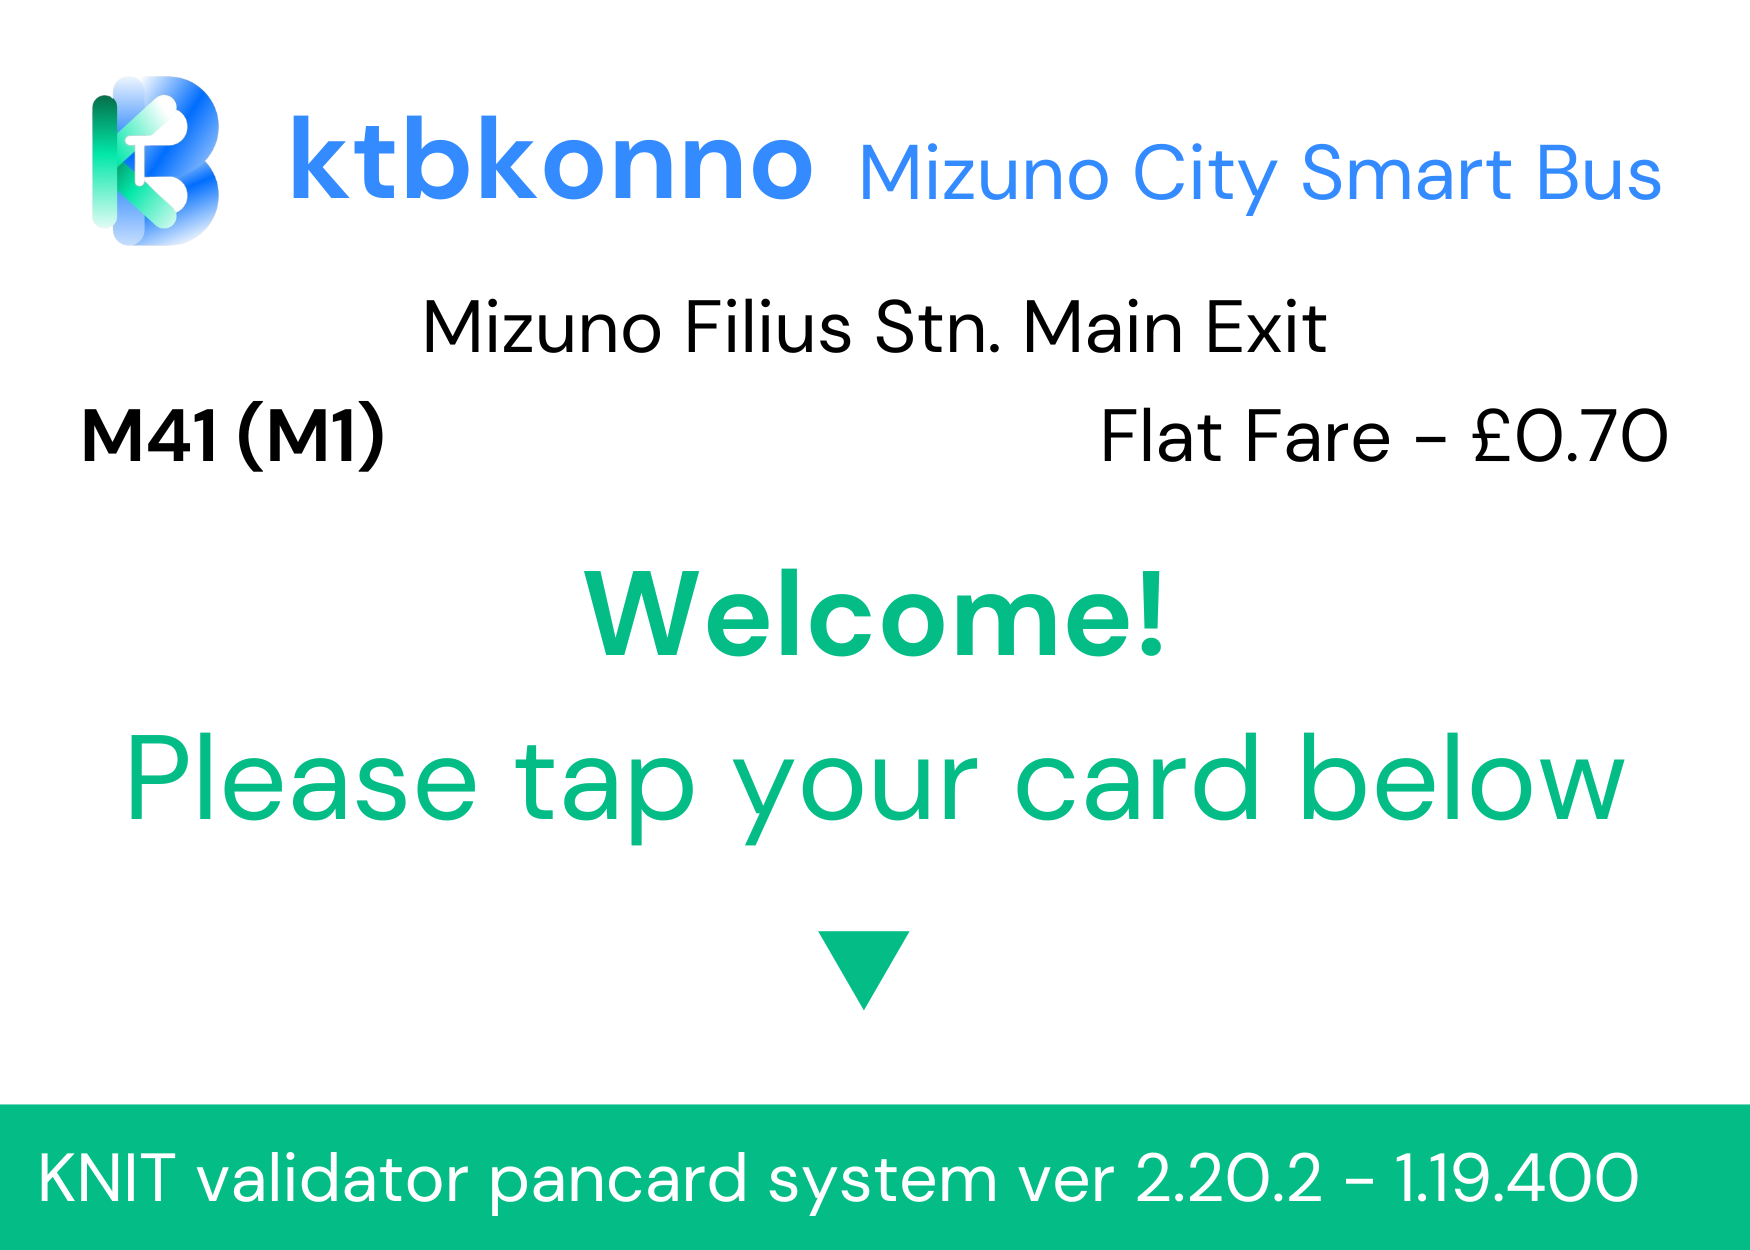 ktbkonno Mizuno City Smart Bus
Mizuno Filius Stn. Main Exit
M41 (M1) Flat Fare - £0.70
Welcome!
Please tap your card below
KNIT validator pancard system ver 2.20.2 - 1.19.400